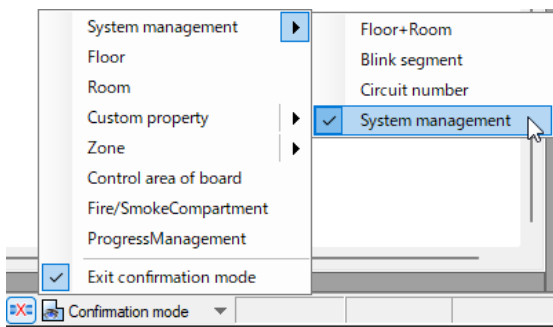 System management
Floor
Room
Custom property
Zone
Control area of board
Fire/SmokeCompartment
ProgressManagement
Exit confirmation mode
Floor+Room
Blink segment
Circuit number
System management
Confirmation mode